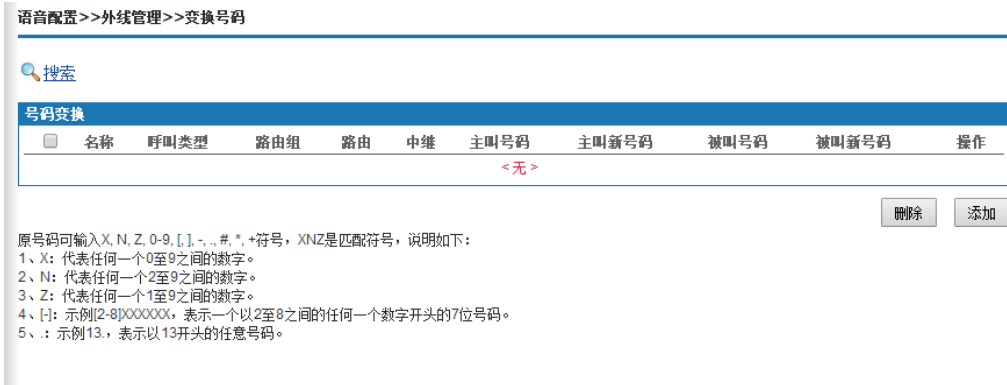 语音配置>>外线管理>>变换号码
搜索
号码变换
名称 呼叫类型 路由组 路由 中继 主叫号码 主叫新号码 被叫号码 被叫新号码 操作
<无>
删除 添加
原号码可输入X, N, Z, 0-9, [, ], -, ., #, *, +符号，XNZ是匹配符号，说明如下：
1、X：代表任何一个0至9之间的数字。
2、N：代表任何一个2至9之间的数字。
3、Z：代表任何一个1至9之间的数字。
4、[-]：示例[2-8]XXXXXX，表示一个以2至8之间的任何一个数字开头的7位号码。
5、.：示例13.，表示以13开头的任意号码。